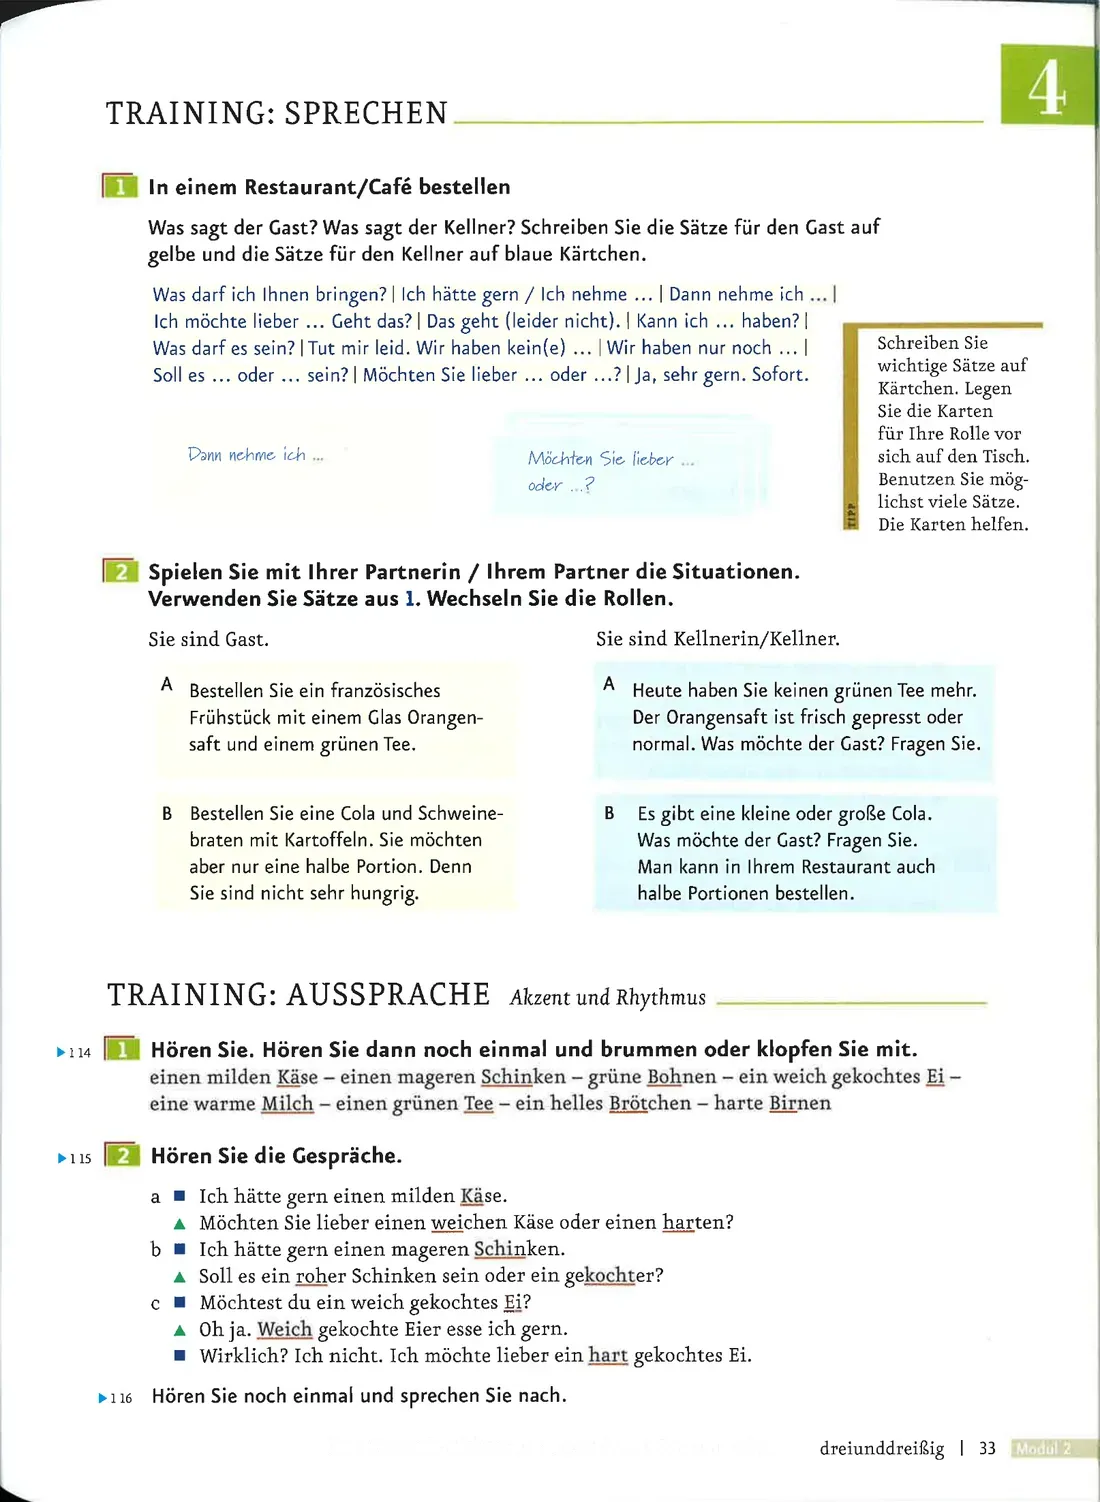 4
TRAINING: SPRECHEN
1 In einem Restaurant/Café bestellen
Was sagt der Gast? Was sagt der Kellner? Schreiben Sie die Sätze für den Gast auf
gelbe und die Sätze für den Kellner auf blaue Kärtchen.
Was darf ich Ihnen bringen? | Ich hätte gern / Ich nehme ... | Dann nehme ich ... |
Ich möchte lieber ... Geht das? | Das geht (leider nicht). | Kann ich ... haben? |
Was darf es sein? | Tut mir leid. Wir haben kein(e) ... | Wir haben nur noch ... |
Soll es ... oder ... sein? | Möchten Sie lieber ... oder ...? | Ja, sehr gern. Sofort.
Dann nehme ich ...
Möchten Sie lieber ...
oder ...?
TIPP
Schreiben Sie
wichtige Sätze auf
Kärtchen. Legen
Sie die Karten
für Ihre Rolle vor
sich auf den Tisch.
Benutzen Sie mög-
lichst viele Sätze.
Die Karten helfen.
2 Spielen Sie mit Ihrer Partnerin / Ihrem Partner die Situationen.
Verwenden Sie Sätze aus 1. Wechseln Sie die Rollen.
Sie sind Gast.
A Bestellen Sie ein französisches
Frühstück mit einem Glas Orangen-
saft und einem grünen Tee.
B Bestellen Sie eine Cola und Schweine-
braten mit Kartoffeln. Sie möchten
aber nur eine halbe Portion. Denn
Sie sind nicht sehr hungrig.
Sie sind Kellnerin/Kellner.
A Heute haben Sie keinen grünen Tee mehr.
Der Orangensaft ist frisch gepresst oder
normal. Was möchte der Gast? Fragen Sie.
B Es gibt eine kleine oder große Cola.
Was möchte der Gast? Fragen Sie.
Man kann in Ihrem Restaurant auch
halbe Portionen bestellen.
TRAINING: AUSSPRACHE Akzent und Rhythmus
▶ 1 14 1 Hören Sie. Hören Sie dann noch einmal und brummen oder klopfen Sie mit.
einen milden Käse – einen mageren Schinken – grüne Bohnen – ein weich gekochtes Ei –
eine warme Milch – einen grünen Tee – ein helles Brötchen – harte Birnen
▶ 1 15 2 Hören Sie die Gespräche.
a ■ Ich hätte gern einen milden Käse.
▲ Möchten Sie lieber einen weichen Käse oder einen harten?
b ■ Ich hätte gern einen mageren Schinken.
▲ Soll es ein roher Schinken sein oder ein gekochter?
c ■ Möchtest du ein weich gekochtes Ei?
▲ Oh ja. Weich gekochte Eier esse ich gern.
■ Wirklich? Ich nicht. Ich möchte lieber ein hart gekochtes Ei.
▶ 1 16 Hören Sie noch einmal und sprechen Sie nach.
dreiunddreißig | 33 Modul 2